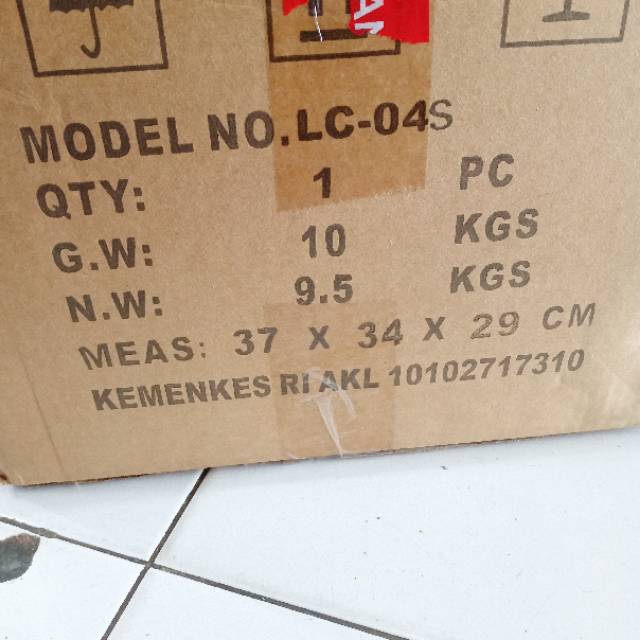 MODEL NO.LC-04S
QTY: 1 PC
G.W: 10 KGS
N.W: 9.5 KGS
MEAS: 37 X 34 X 29 CM
KEMENKES RI AKL 10102717310